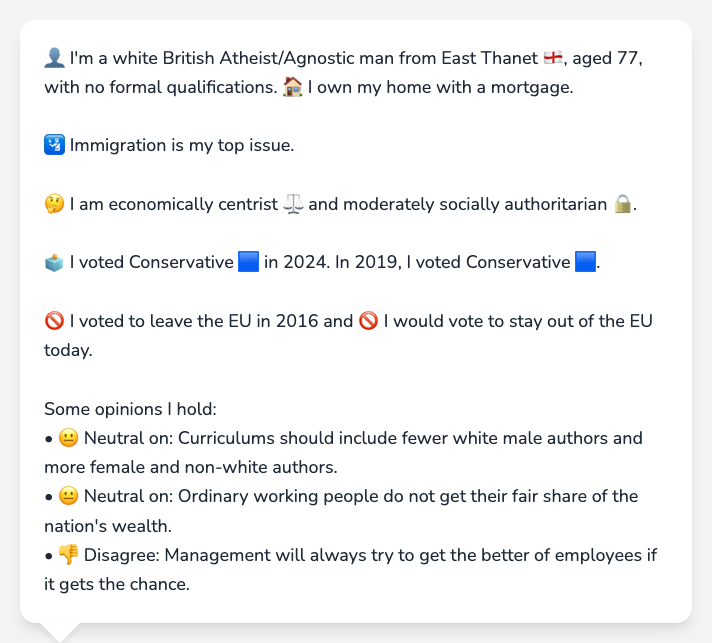 👤 I'm a white British Atheist/Agnostic man from East Thanet 🏴󠁧󠁢󠁥󠁮󠁧󠁿, aged 77,
with no formal qualifications. 🏠 I own my home with a mortgage.
🛂 Immigration is my top issue.
🤔 I am economically centrist ⚖️ and moderately socially authoritarian 🔒.
🗳️ I voted Conservative 🟦 in 2024. In 2019, I voted Conservative 🟦.
🚫 I voted to leave the EU in 2016 and 🚫 I would vote to stay out of the EU
today.
Some opinions I hold:
• 😐 Neutral on: Curriculums should include fewer white male authors and
more female and non-white authors.
• 😐 Neutral on: Ordinary working people do not get their fair share of the
nation's wealth.
• 👎 Disagree: Management will always try to get the better of employees if
it gets the chance.